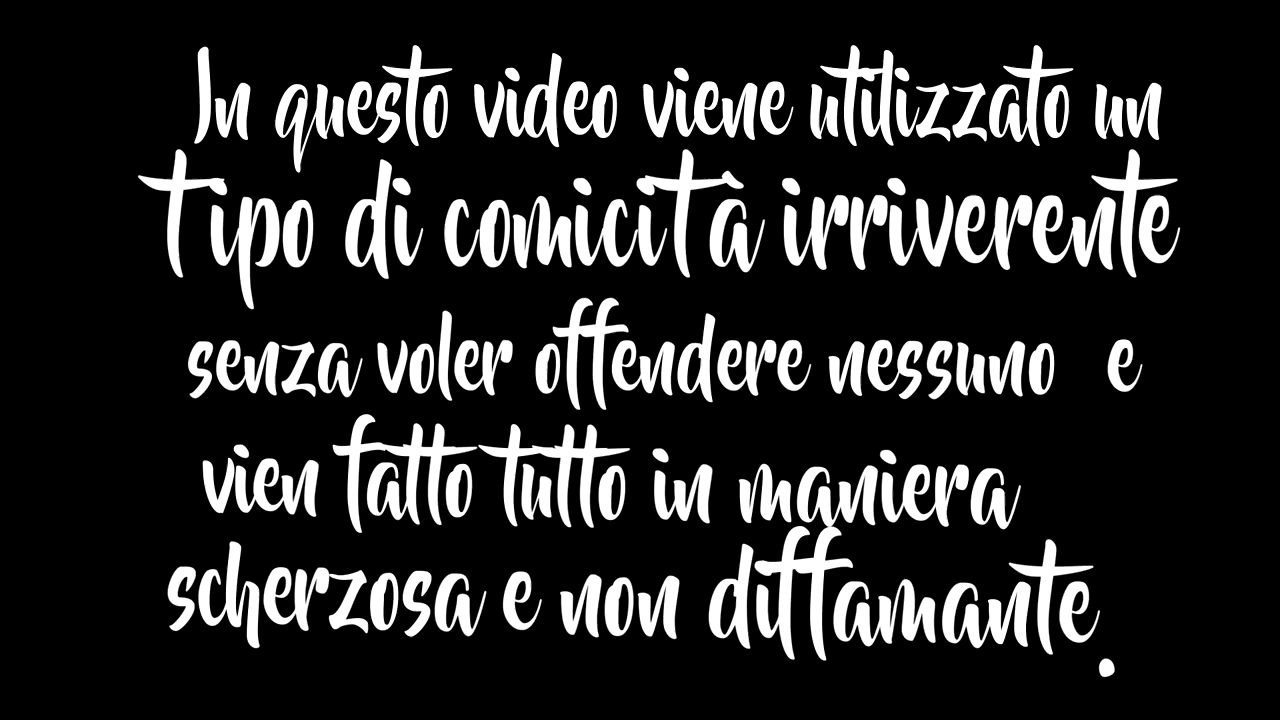 In questo video viene utilizzato un
tipo di comicità irriverente
senza voler offendere nessuno e
vien fatto tutto in maniera
scherzosa e non diffamante.